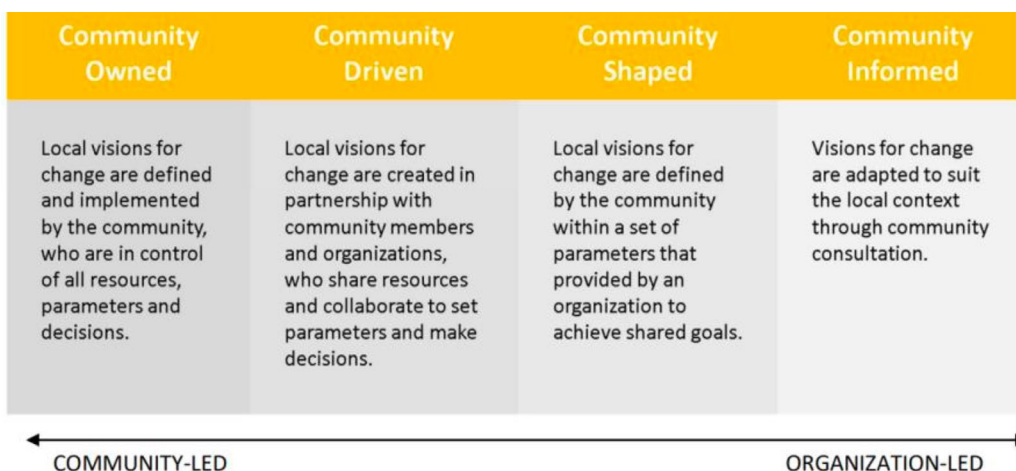 Community
Owned
Community
Driven
Community
Shaped
Community
Informed
Local visions for
change are defined
and implemented
by the community,
who are in control
of all resources,
parameters and
decisions.
Local visions for
change are created in
partnership with
community members
and organizations,
who share resources
and collaborate to set
parameters and make
decisions.
Local visions for
change are defined
by the community
within a set of
parameters that
provided by an
organization to
achieve shared goals.
Visions for change
are adapted to suit
the local context
through community
consultation.
COMMUNITY-LED
ORGANIZATION-LED